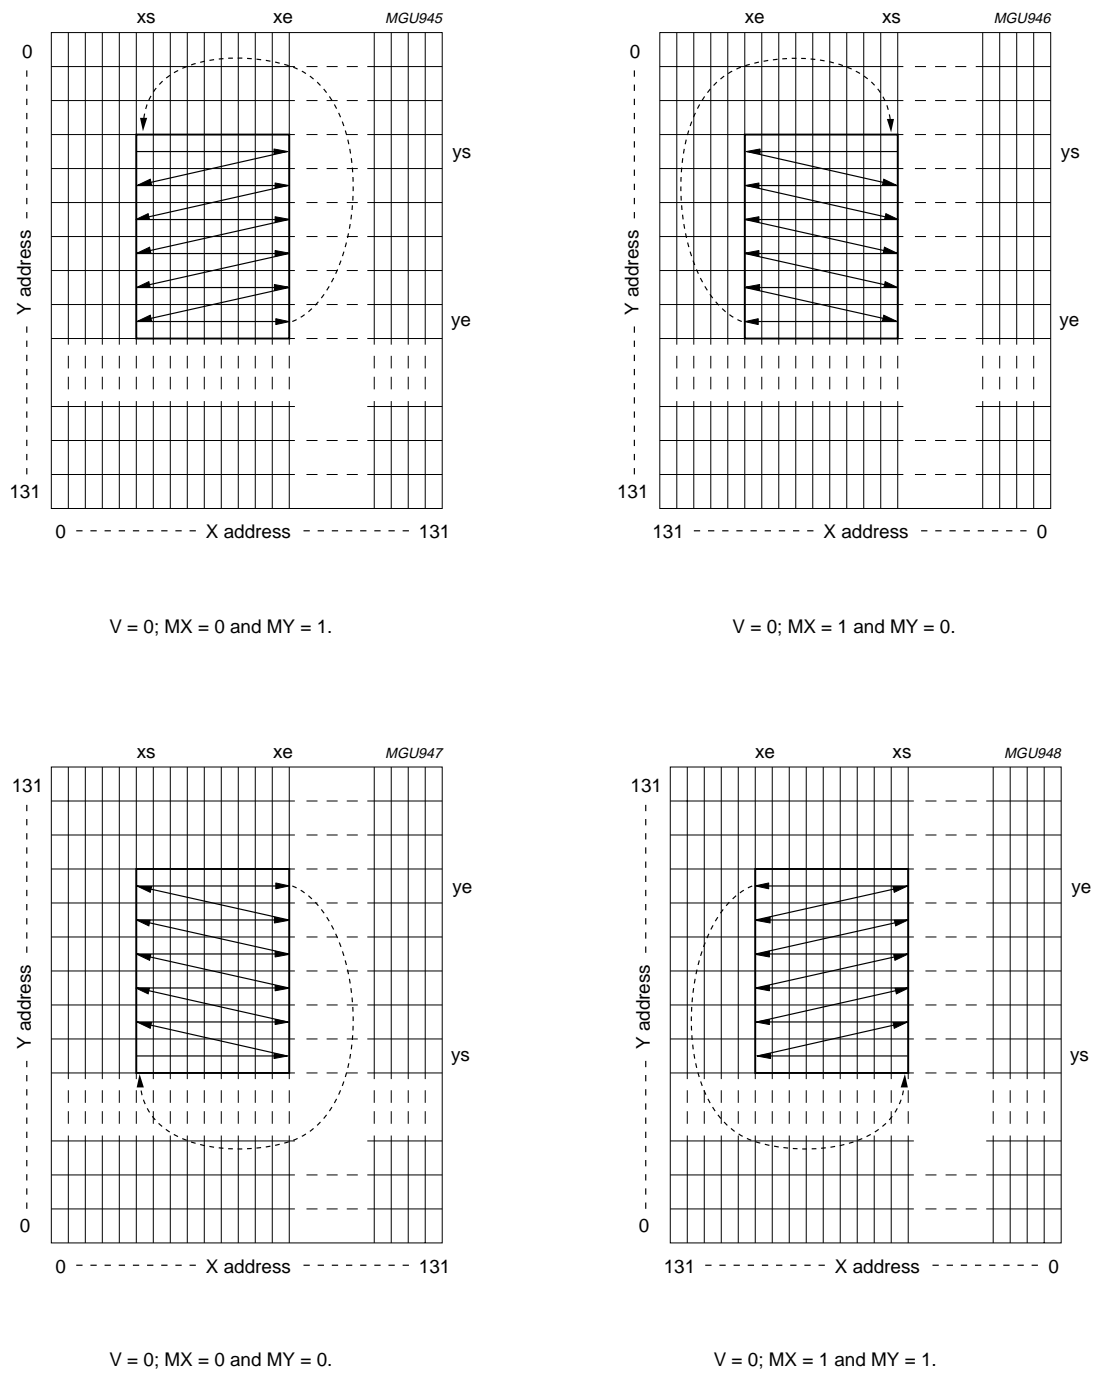 xs xe MGU945
0
ys
Y address
ye
131
0 X address 131
V = 0; MX = 0 and MY = 1.
xe xs MGU946
0
ys
Y address
ye
131
131 X address 0
V = 0; MX = 1 and MY = 0.
xs xe MGU947
131
ye
Y address
ys
0
0 X address 131
V = 0; MX = 0 and MY = 0.
xe xs MGU948
131
ye
Y address
ys
0
131 X address 0
V = 0; MX = 1 and MY = 1.